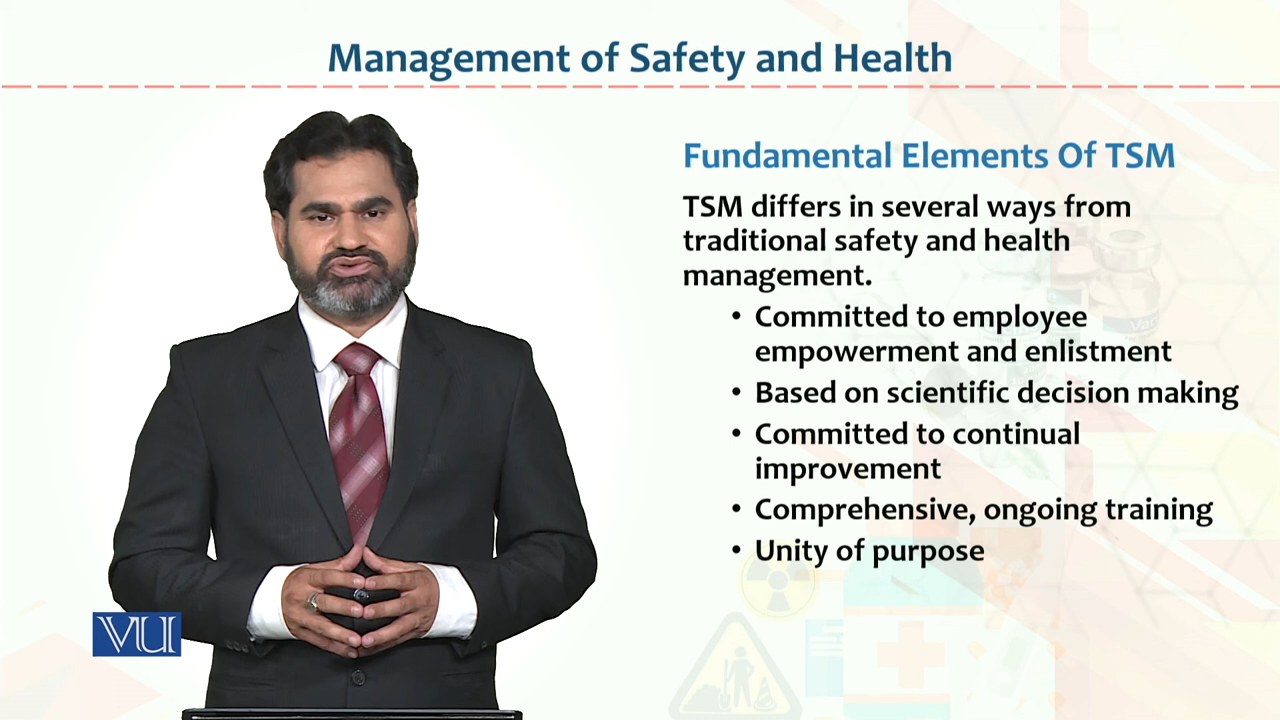 Management of Safety and Health
Fundamental Elements Of TSM
TSM differs in several ways from
traditional safety and health
management.
• Committed to employee
empowerment and enlistment
• Based on scientific decision making
• Committed to continual
improvement
• Comprehensive, ongoing training
• Unity of purpose
VU